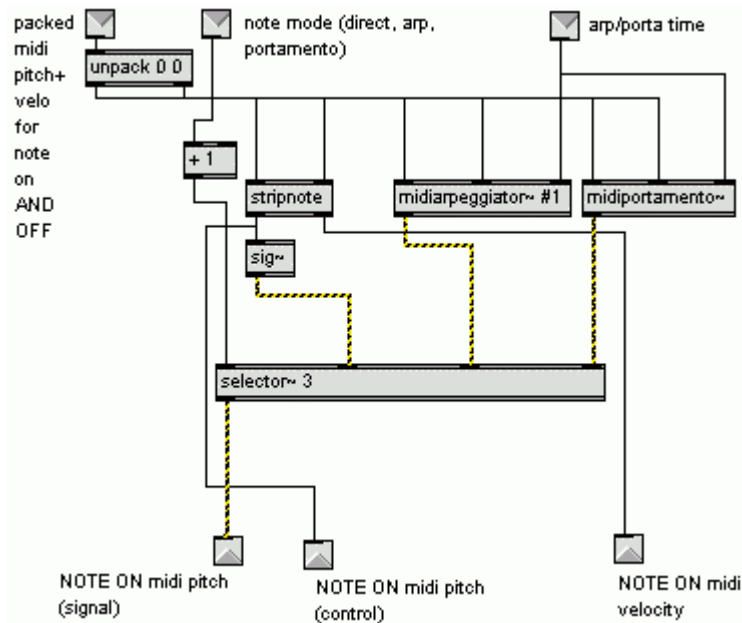 packed
midi
pitch+
velo
for
note
on
AND
OFF
note mode (direct, arp,
portamento)
arp/porta time
unpack 0 0
+ 1
stripnote
midiarpeggiator~ #1
midiportamento~
sig~
selector~ 3
NOTE ON midi pitch
(signal)
NOTE ON midi pitch
(control)
NOTE ON midi
velocity